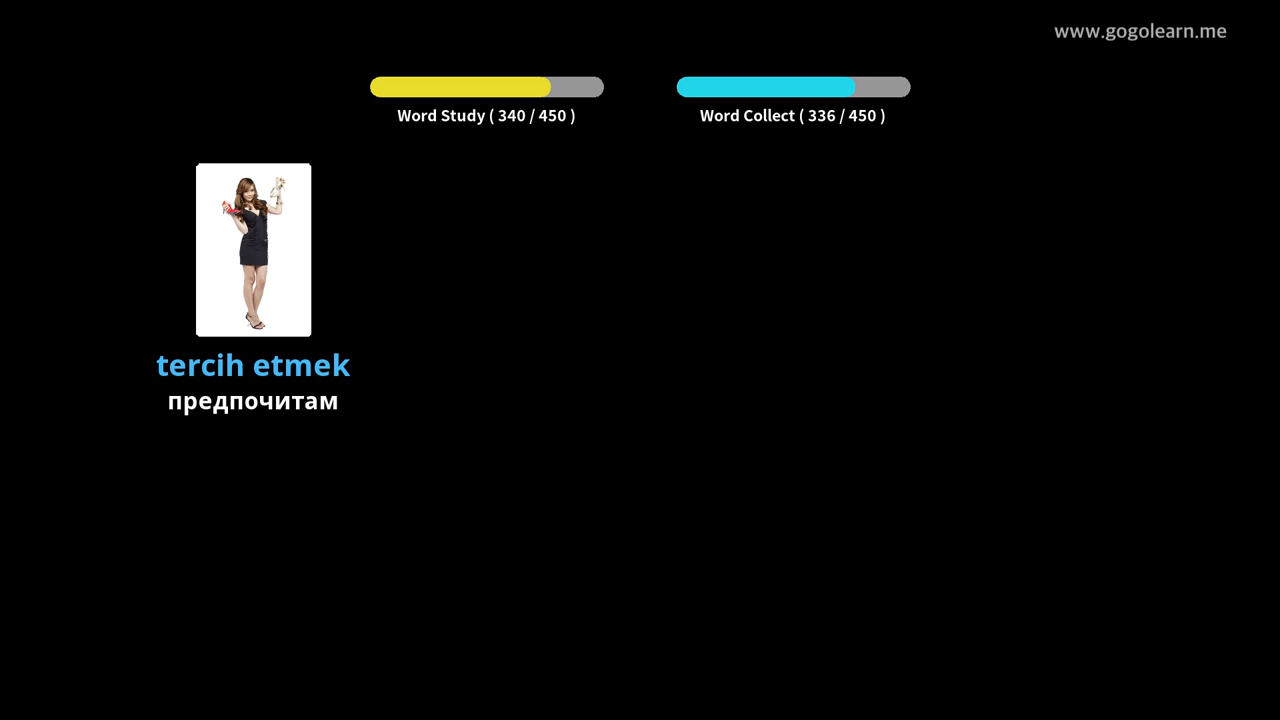 www.gogolearn.me
Word Study ( 340 / 450 )
Word Collect ( 336 / 450 )
tercih etmek
предпочитам